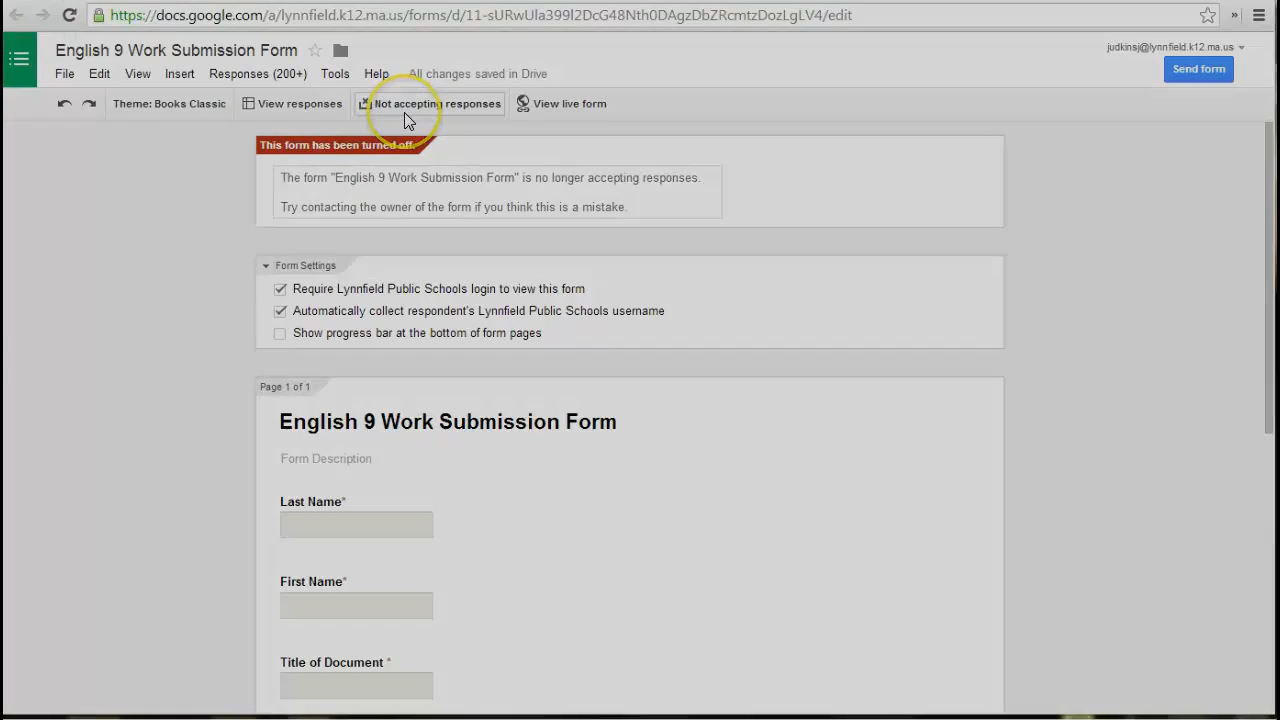 https://docs.google.com/a/lynnfield.k12.ma.us/forms/d/11-sURwUla399l2DcG48Nth0DAgzDbZRcmtzDozLgLV4/edit
English 9 Work Submission Form
judkinsj@lynnfield.k12.ma.us
File Edit View Insert Responses (200+) Tools Help All changes saved in Drive
Send form
Theme: Books Classic View responses Not accepting responses View live form
This form has been turned off.
The form "English 9 Work Submission Form" is no longer accepting responses.
Try contacting the owner of the form if you think this is a mistake.
Form Settings
Require Lynnfield Public Schools login to view this form
Automatically collect respondent's Lynnfield Public Schools username
Show progress bar at the bottom of form pages
Page 1 of 1
English 9 Work Submission Form
Form Description
Last Name*
First Name*
Title of Document *